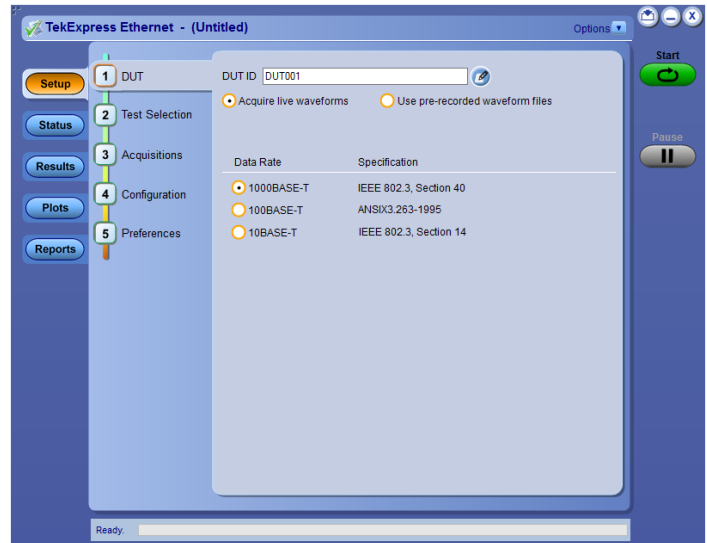 TekExpress Ethernet - (Untitled)
Options
Start
Pause
Setup
Status
Results
Plots
Reports
1 DUT
2 Test Selection
3 Acquisitions
4 Configuration
5 Preferences
DUT ID DUT001
Acquire live waveforms Use pre-recorded waveform files
Data Rate Specification
1000BASE-T IEEE 802.3, Section 40
100BASE-T ANSIX3.263-1995
10BASE-T IEEE 802.3, Section 14
Ready.